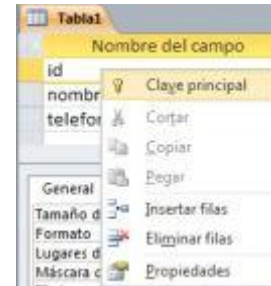 Tabla1
Nombre del campo
id
nombr
telefor
Clave principal
Cortar
Copiar
Pegar
Insertar filas
Eliminar filas
Propiedades
General
Tamaño d
Formato
Lugares d
Máscara c